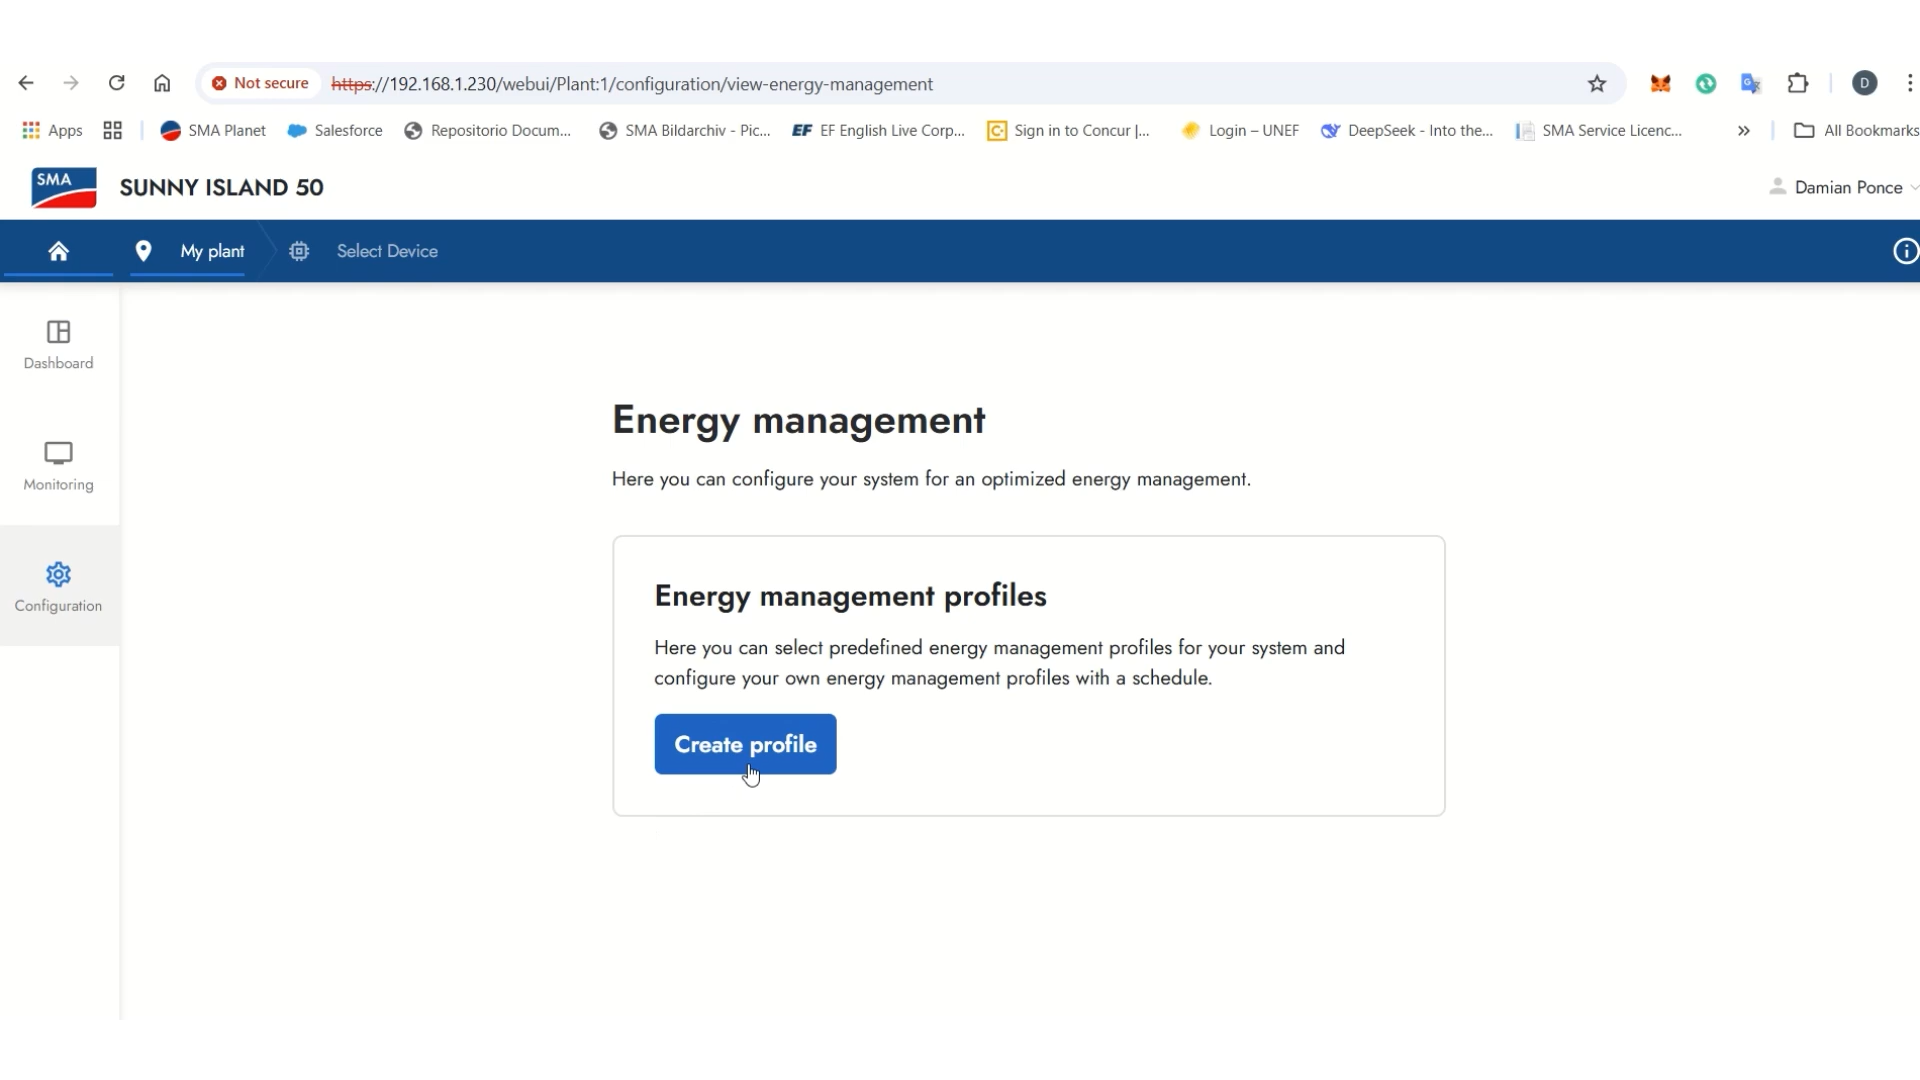 Not secure https://192.168.1.230/webui/Plant:1/configuration/view-energy-management D
Apps SMA Planet Salesforce Repositorio Docum... SMA Bildarchiv - Pic... EF EF English Live Corp... Sign in to Concur |... Login – UNEF DeepSeek - Into the... SMA Service Licenc... » All Bookmarks
SMA SUNNY ISLAND 50 Damian Ponce
My plant Select Device
Dashboard
Monitoring
Configuration
Energy management
Here you can configure your system for an optimized energy management.
Energy management profiles
Here you can select predefined energy management profiles for your system and
configure your own energy management profiles with a schedule.
Create profile